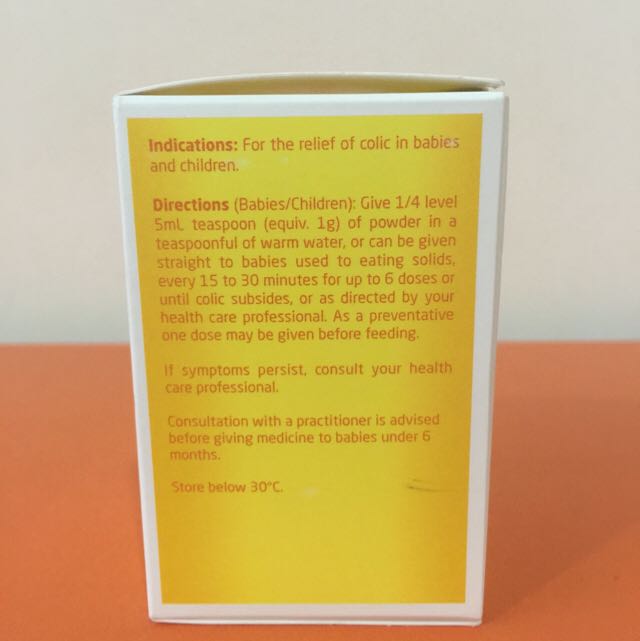 Indications: For the relief of colic in babies
and children.
Directions (Babies/Children): Give 1/4 level
5mL teaspoon (equiv. 1g) of powder in a
teaspoonful of warm water, or can be given
straight to babies used to eating solids,
every 15 to 30 minutes for up to 6 doses or
until colic subsides, or as directed by your
health care professional. As a preventative
one dose may be given before feeding.
If symptoms persist, consult your health
care professional.
Consultation with a practitioner is advised
before giving medicine to babies under 6
months.
Store below 30°C.